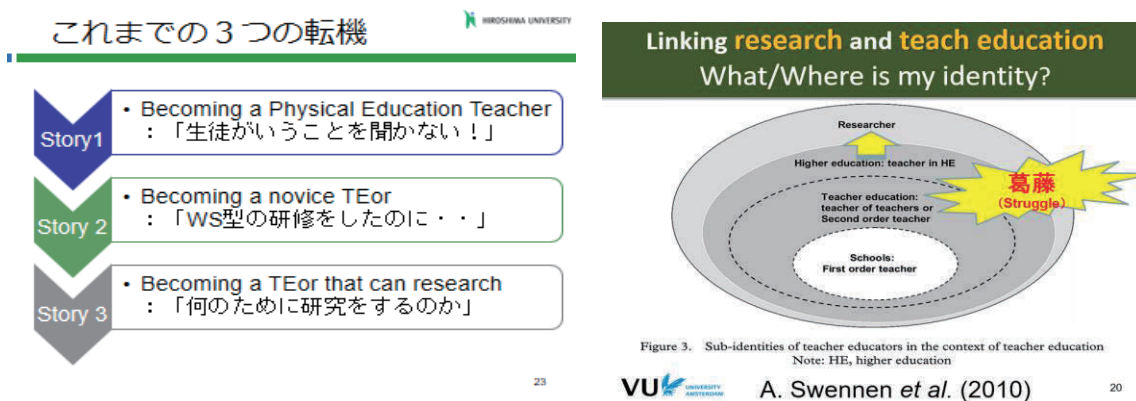 これまでの３つの転機
HIROSHIMA UNIVERSITY
Story1
• Becoming a Physical Education Teacher
：「生徒がいうことを聞かない！」
Story 2
• Becoming a novice TEor
：「WS型の研修をしたのに・・」
Story 3
• Becoming a TEor that can research
：「何のために研究をするのか」
23
Linking research and teach education
What/Where is my identity?
Researcher
Higher education: teacher in HE
葛藤
（Struggle）
Teacher education:
teacher of teachers or
Second order teacher
Schools:
First order teacher
Figure 3. Sub-identities of teacher educators in the context of teacher education
Note: HE, higher education
VU UNIVERSITY
AMSTERDAM
A. Swennen et al. (2010)
20